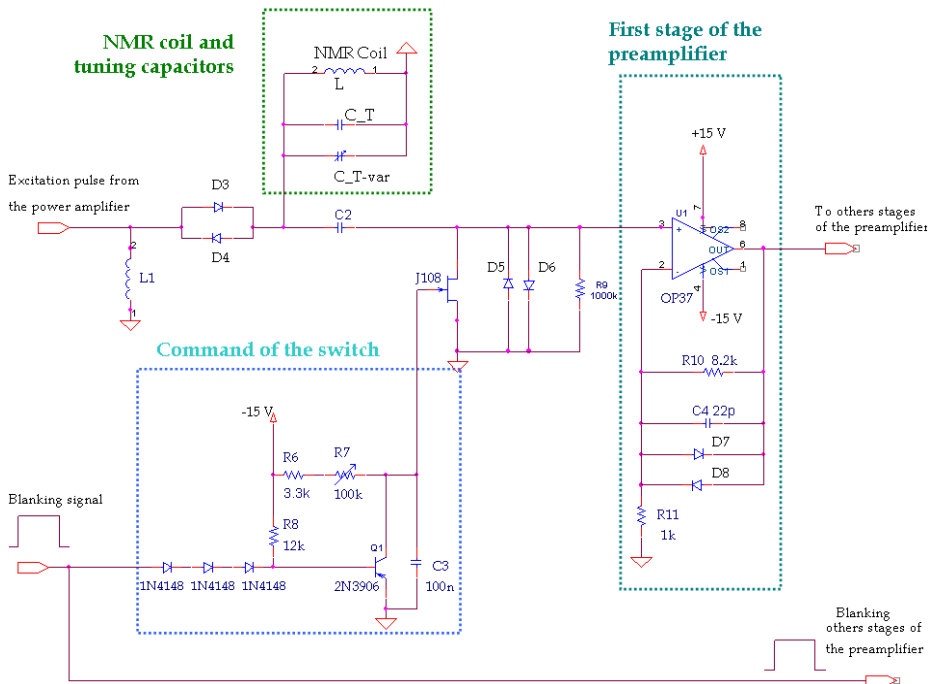 NMR coil and
tuning capacitors
NMR Coil
2
1
L
C_T
C_T-var
First stage of the
preamplifier
+15 V
Excitation pulse from
the power amplifier
D3
D4
C2
2
L1
1
J108
D5
D6
R9
1000k
U1
3
+
2
-
7
OS2
8
OUT
6
OS1
1
4
OP37
-15 V
To others stages
of the preamplifier
R10 8.2k
C4 22p
D7
D8
R11
1k
Command of the switch
-15 V
R6
3.3k
R7
100k
R8
12k
Q1
2N3906
C3
100n
Blanking signal
1N4148
1N4148
1N4148
Blanking
others stages of
the preamplifier